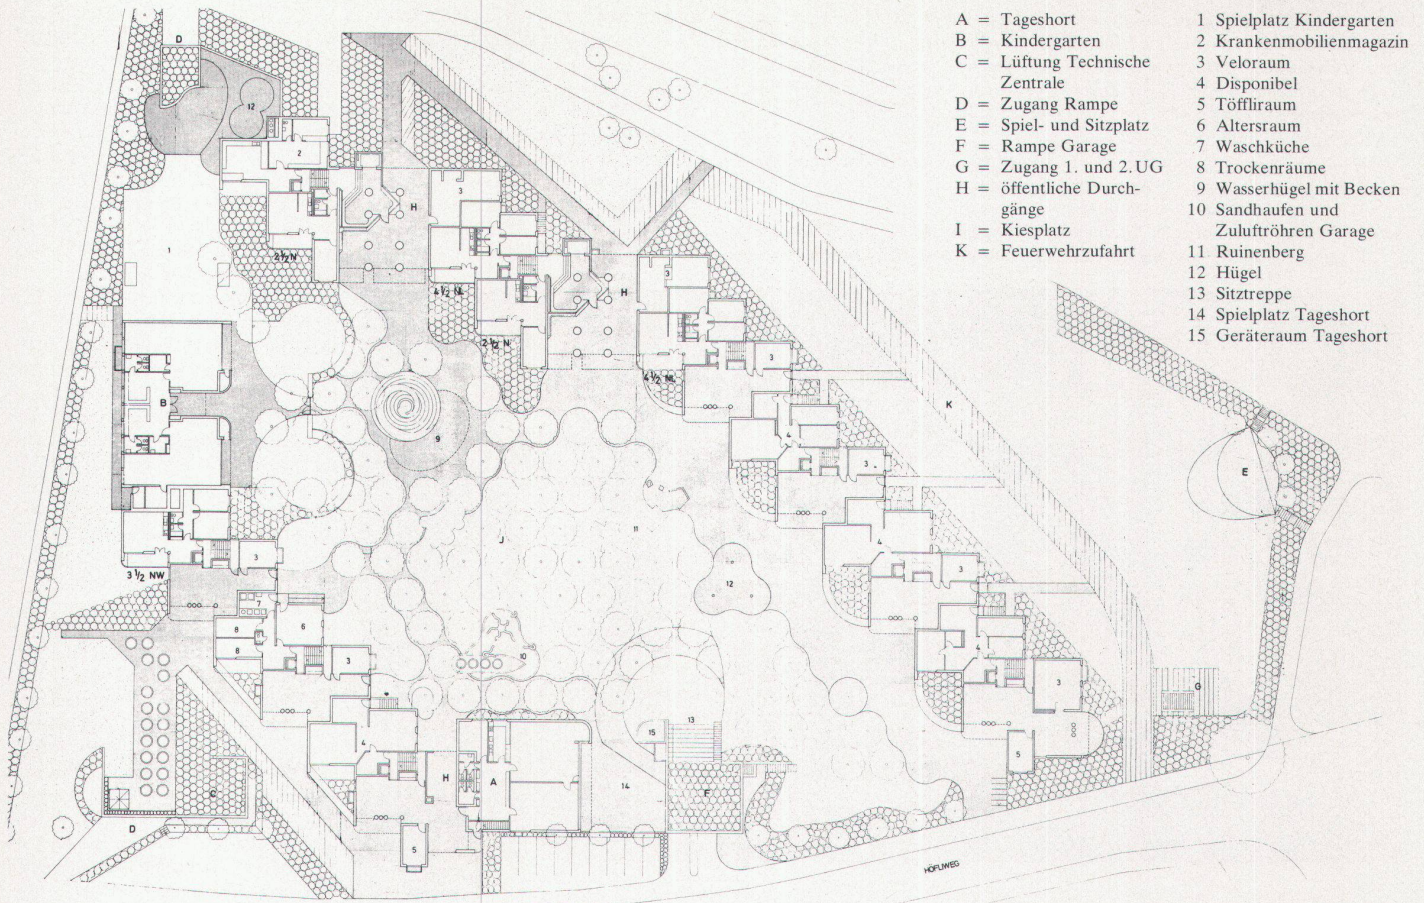 A = Tageshort
B = Kindergarten
C = Lüftung Technische
Zentrale
D = Zugang Rampe
E = Spiel- und Sitzplatz
F = Rampe Garage
G = Zugang 1. und 2. UG
H = öffentliche Durch-
gänge
I = Kiesplatz
K = Feuerwehrzufahrt
1 Spielplatz Kindergarten
2 Krankenmobilienmagazin
3 Veloraum
4 Disponibel
5 Töffliraum
6 Altersraum
7 Waschküche
8 Trockenräume
9 Wasserhügel mit Becken
10 Sandhaufen und
Zuluftröhren Garage
11 Ruinenberg
12 Hügel
13 Sitztreppe
14 Spielplatz Tageshort
15 Geräteraum Tageshort
D
12
2
H
3
1
2 ½ N
4 ½ NL
3
H
2 ½ N
4 ½ NL
3
K
B
9
4
3
E
J
11
4
3
3
12
3 ½ NW
7
8
6
8
3
10
4
3
G
13
15
4
5
H
A
14
F
C
D
5
HÖFLIWEG